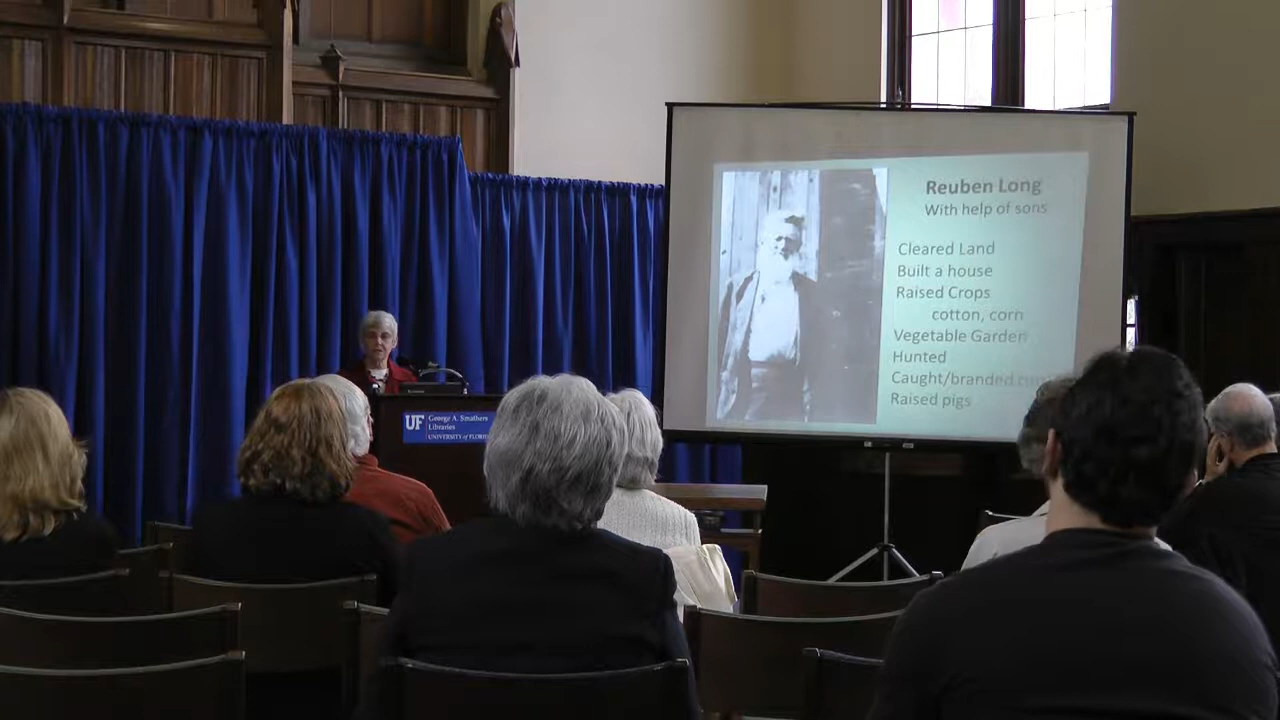 Reuben Long
With help of sons
Cleared Land
Built a house
Raised Crops
cotton, corn
Vegetable Garden
Hunted
Caught/branded
Raised pigs
UF
George A. Smathers
Libraries
UNIVERSITY of FLORIDA